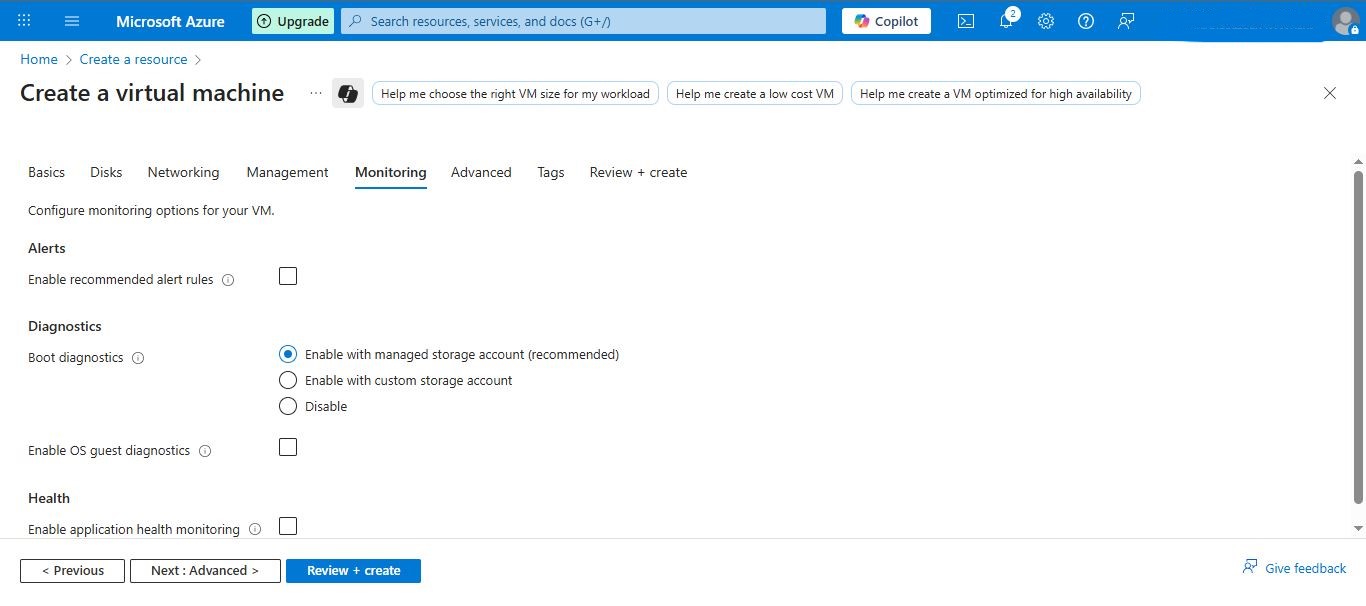 Microsoft Azure Upgrade Search resources, services, and docs (G+/) Copilot 2
Home > Create a resource >
Create a virtual machine ... Help me choose the right VM size for my workload Help me create a low cost VM Help me create a VM optimized for high availability
Basics Disks Networking Management Monitoring Advanced Tags Review + create
Configure monitoring options for your VM.
Alerts
Enable recommended alert rules
Diagnostics
Boot diagnostics Enable with managed storage account (recommended)
Enable with custom storage account
Disable
Enable OS guest diagnostics
Health
Enable application health monitoring
< Previous Next : Advanced > Review + create Give feedback